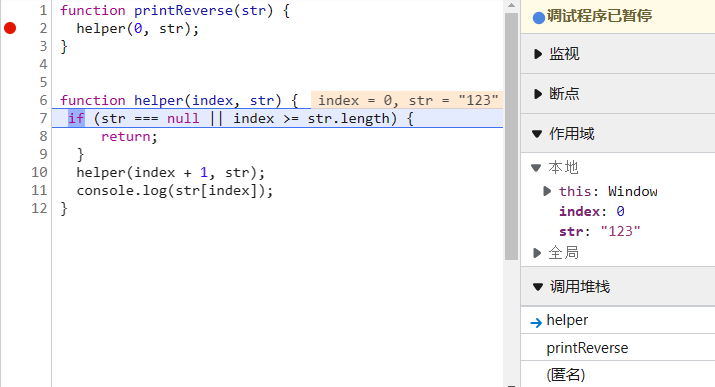 1 function printReverse(str) {
2 helper(0, str);
3 }
4
5
6 function helper(index, str) { index = 0, str = "123"
7 if (str === null || index >= str.length) {
8 return;
9 }
10 helper(index + 1, str);
11 console.log(str[index]);
12 }
调试程序已暂停
监视
断点
作用域
本地
this: Window
index: 0
str: "123"
全局
调用堆栈
helper
printReverse
(匿名)